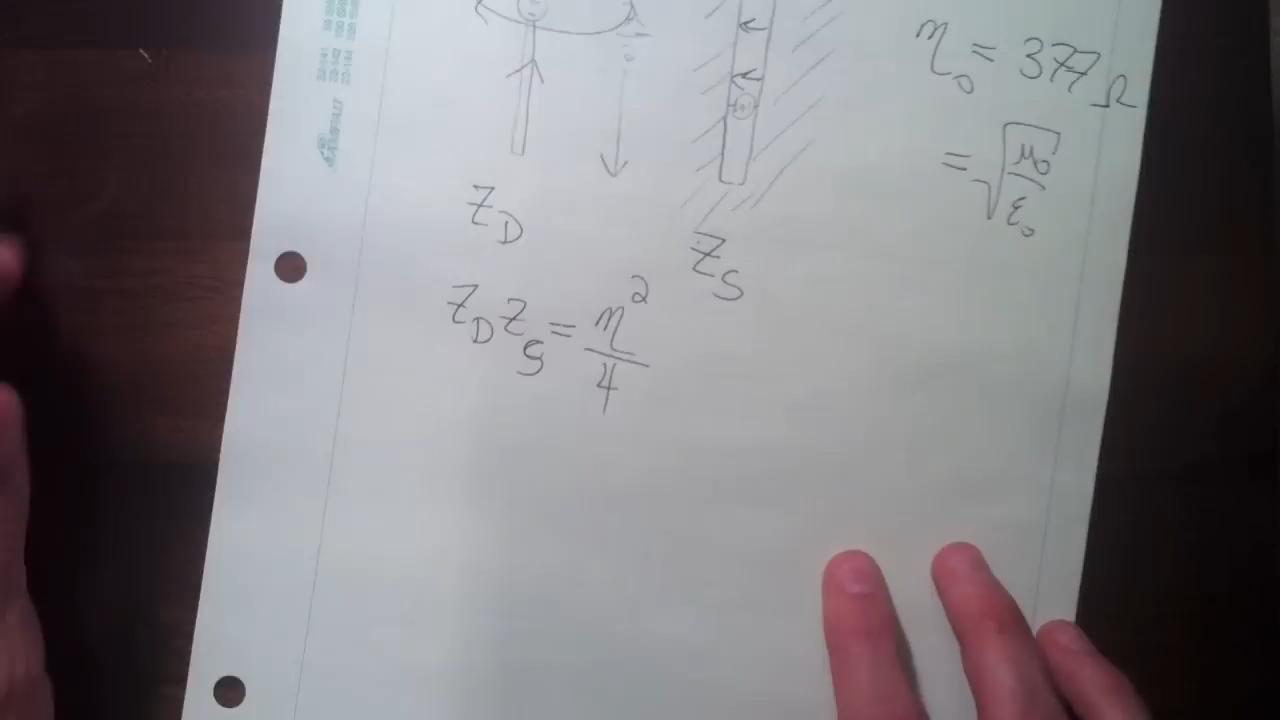 η₀ = 377 Ω
= √(μ₀/ε₀)
Z_D
Z_S
Z_D Z_S = η²/4